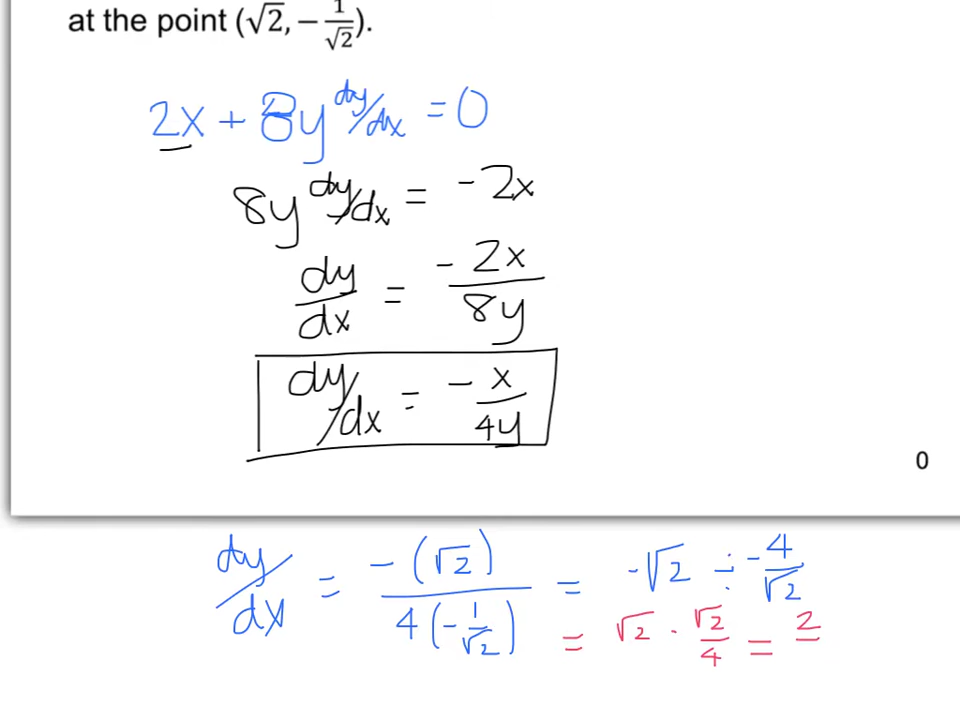 at the point (√2, −1/√2).
2x + 8y dy/dx = 0
8y dy/dx = -2x
dy/dx = -2x/8y
dy/dx = -x/4y
0
dy/dx = -(√2)/4(-1/√2) = -√2 ÷ -4/√2
= √2 · √2/4 = 2